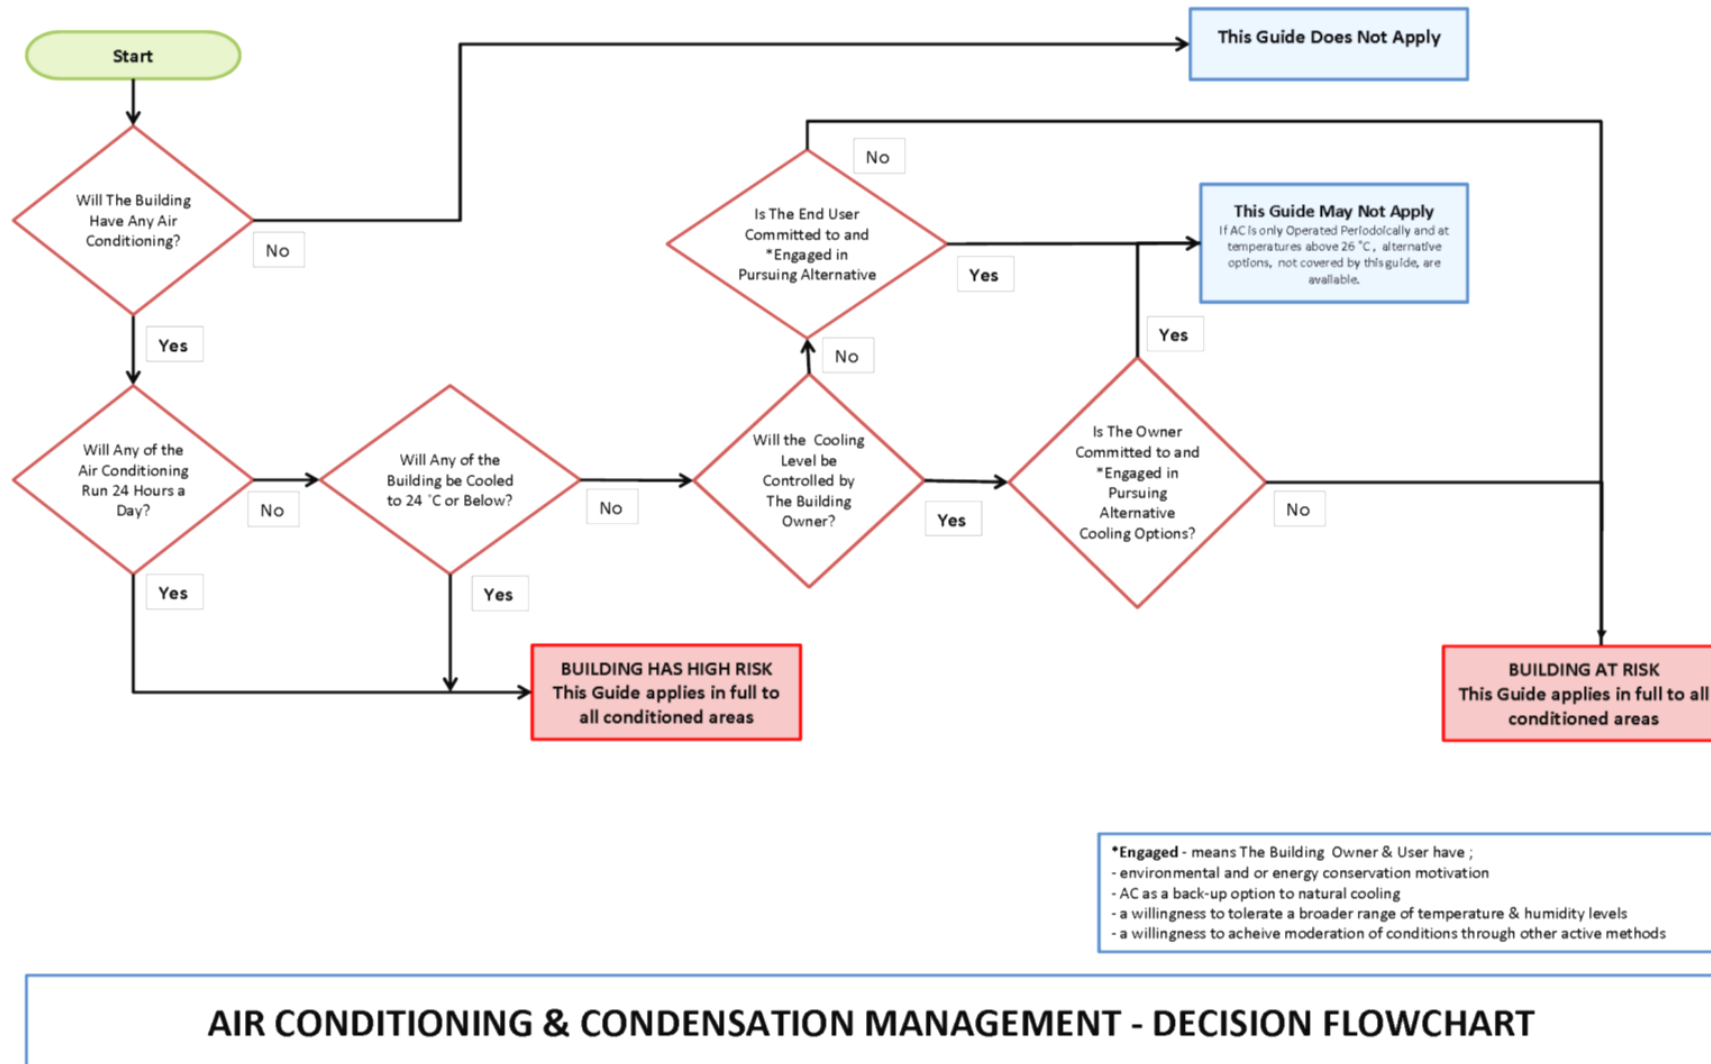 Start
This Guide Does Not Apply
Will The Building
Have Any Air
Conditioning?
No
Yes
Is The End User
Committed to and
*Engaged in
Pursuing Alternative
No
Yes
This Guide May Not Apply
If AC is only Operated Periodoically and at
temperatures above 26 °C , alternative
options, not covered by this guide, are
available.
No
Yes
Will Any of the
Air Conditioning
Run 24 Hours a
Day?
No
Yes
Will Any of the
Building be Cooled
to 24 °C or Below?
No
Yes
Will the Cooling
Level be
Controlled by
The Building
Owner?
Yes
Is The Owner
Committed to and
*Engaged in
Pursuing
Alternative
Cooling Options?
No
BUILDING HAS HIGH RISK
This Guide applies in full to
all conditioned areas
BUILDING AT RISK
This Guide applies in full to all
conditioned areas
*Engaged - means The Building Owner & User have ;
- environmental and or energy conservation motivation
- AC as a back-up option to natural cooling
- a willingness to tolerate a broader range of temperature & humidity levels
- a willingness to acheive moderation of conditions through other active methods
AIR CONDITIONING & CONDENSATION MANAGEMENT - DECISION FLOWCHART